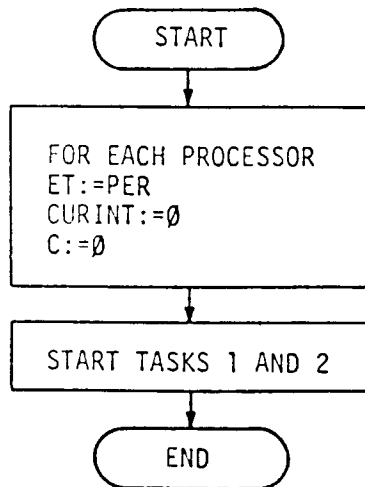 START
FOR EACH PROCESSOR
ET:=PER
CURINT:=Ø
C:=Ø
START TASKS 1 AND 2
END